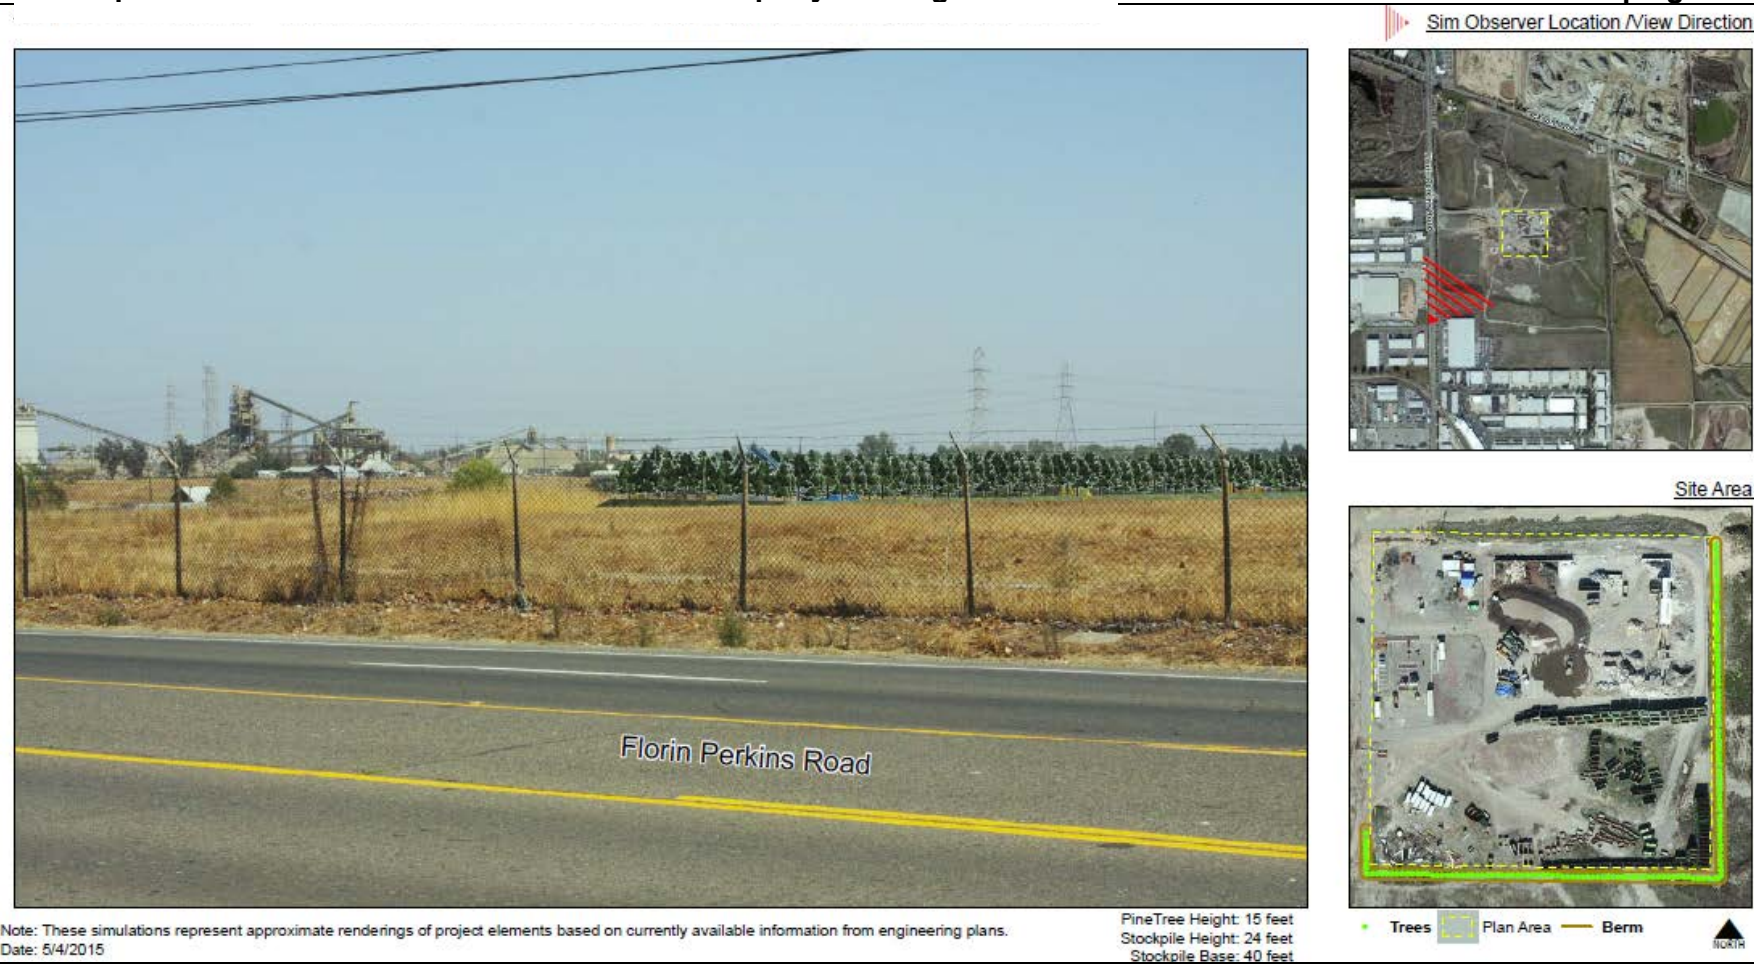 Sim Observer Location /View Direction
Florin Perkins Road
Site Area
Note: These simulations represent approximate renderings of project elements based on currently available information from engineering plans.
Date: 5/4/2015
PineTree Height: 15 feet
Stockpile Height: 24 feet
Stockpile Base: 40 feet
Trees Plan Area Berm
NORTH